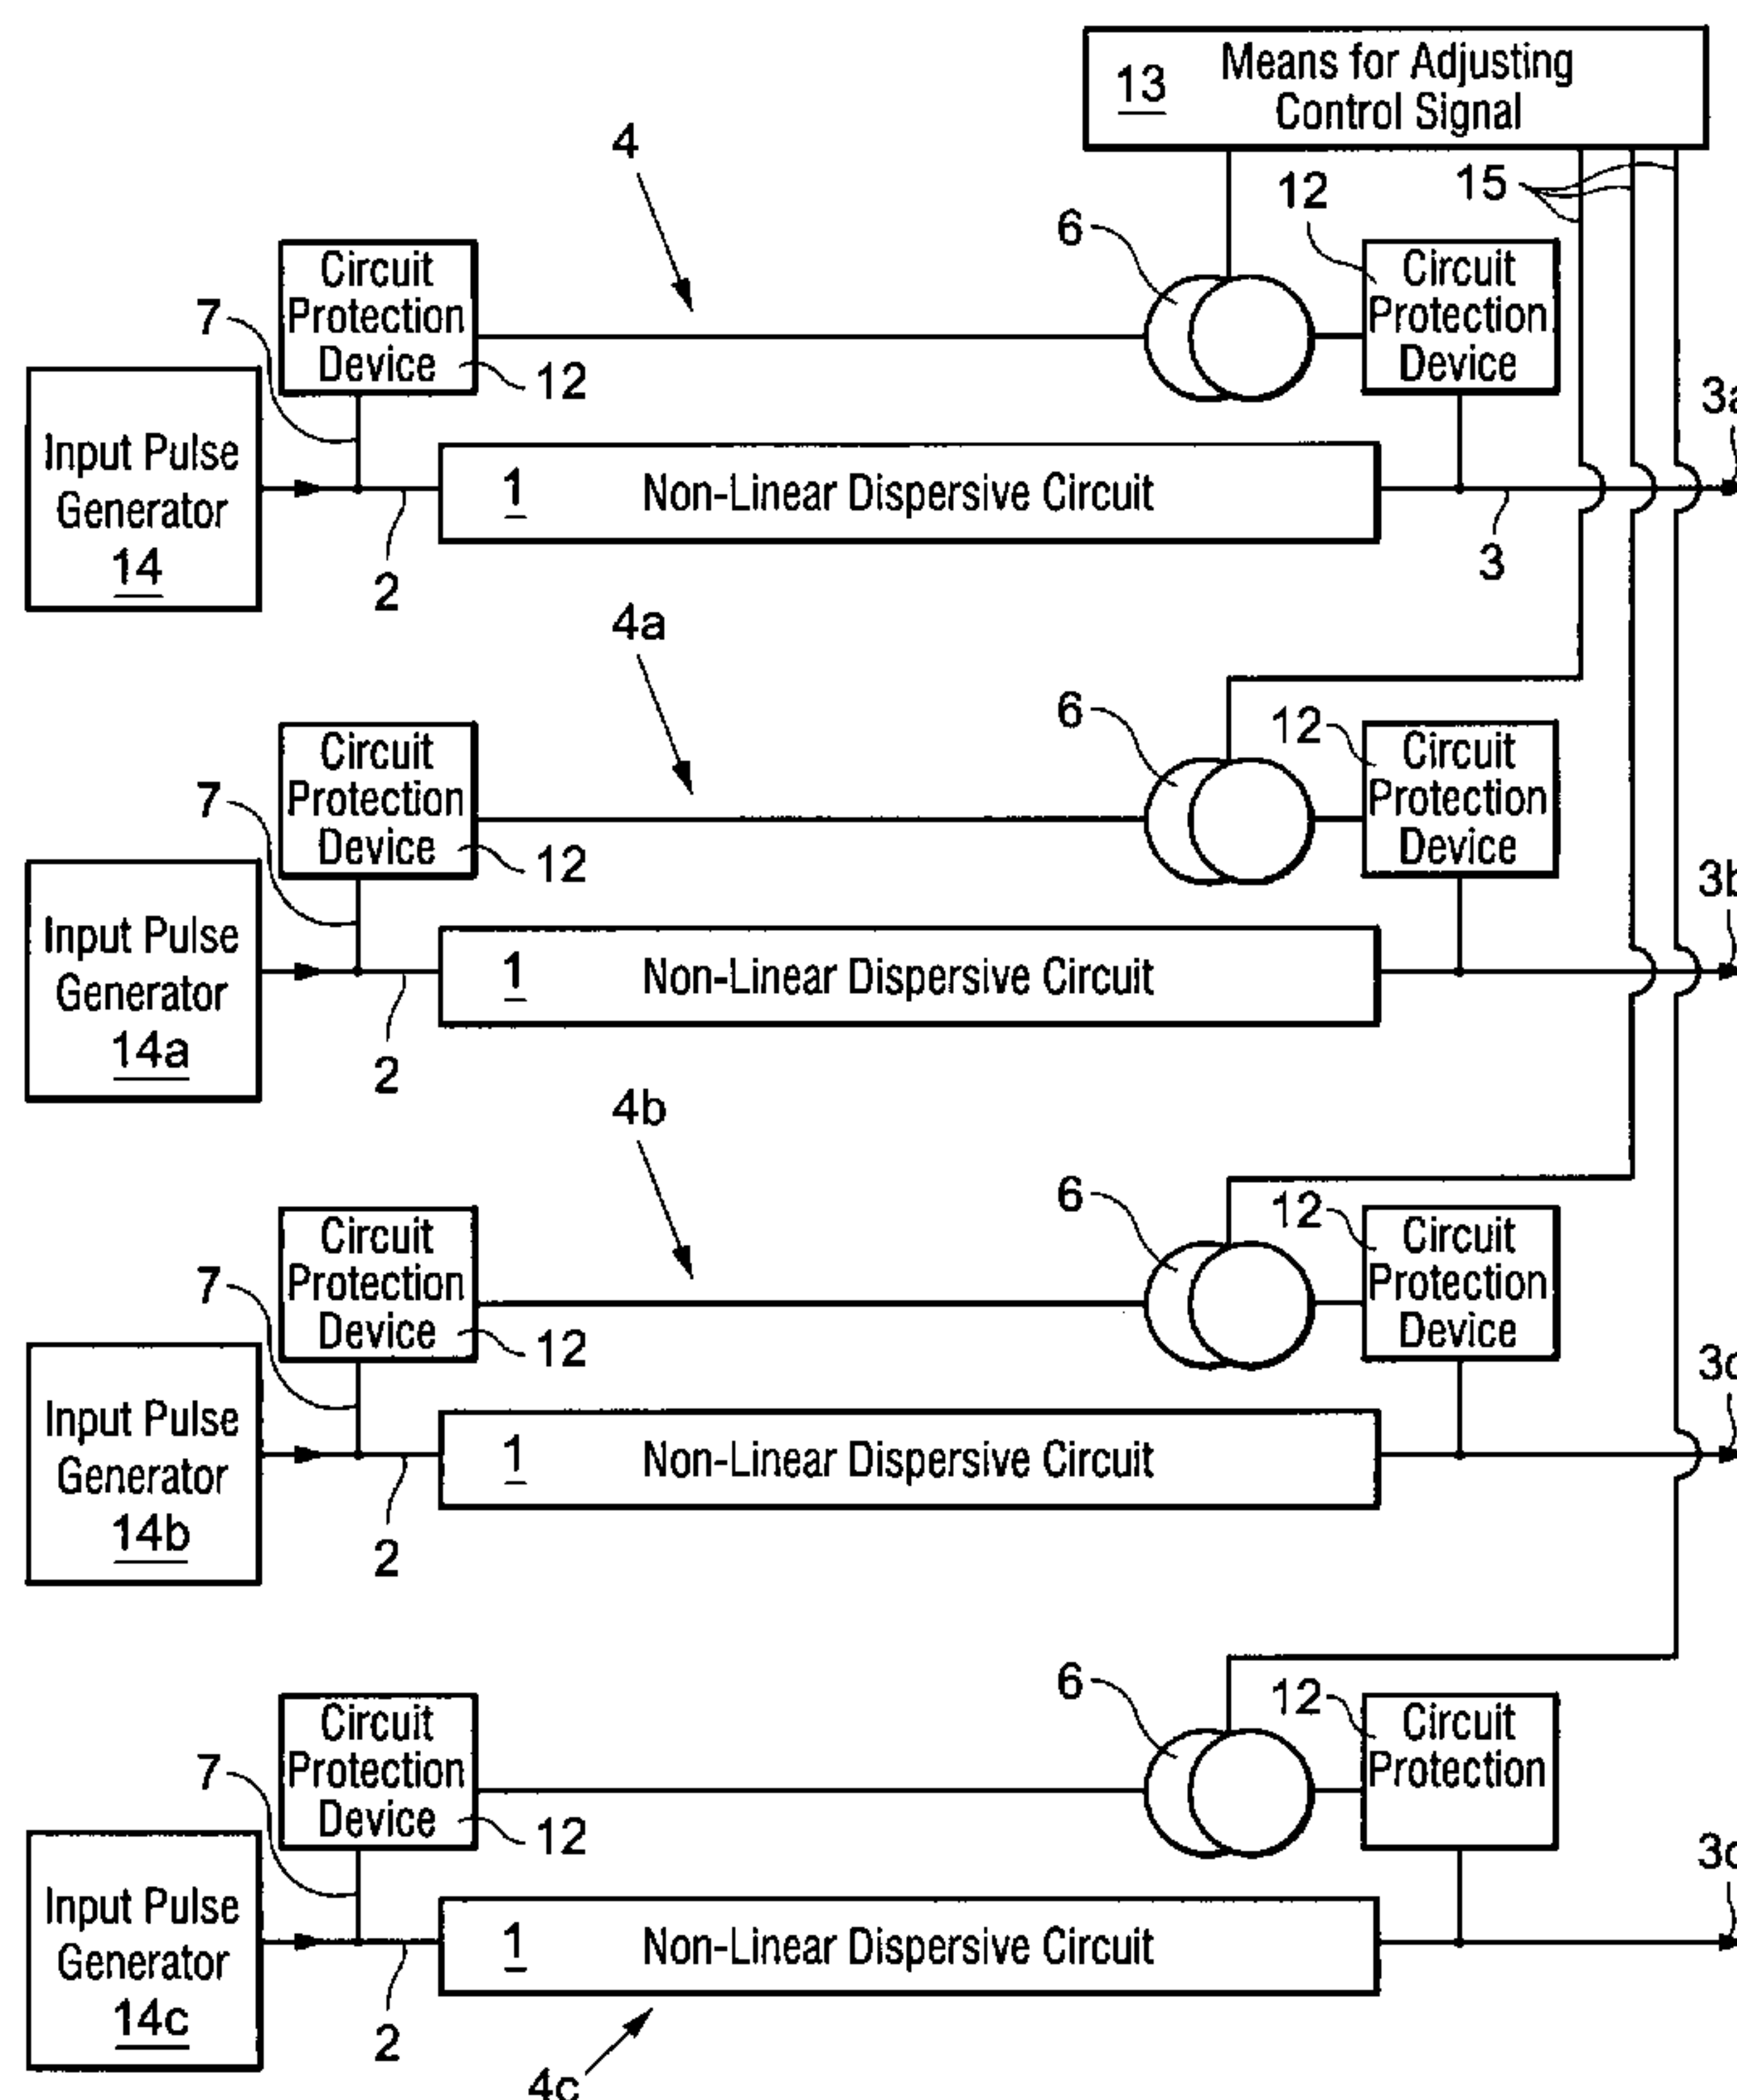 13
Means for Adjusting
Control Signal
4
15
12
6
Circuit
Protection
Device
12
7
Circuit
Protection
Device
3a
Input Pulse
Generator
14
1
Non-Linear Dispersive Circuit
2
3
4a
6
12
Circuit
Protection
Device
12
7
Circuit
Protection
Device
3b
Input Pulse
Generator
14a
1
Non-Linear Dispersive Circuit
2
4b
6
12
Circuit
Protection
Device
12
7
Circuit
Protection
Device
Input Pulse
Generator
14b
1
Non-Linear Dispersive Circuit
2
6
12
Circuit
Protection
Device
12
7
Circuit
Protection
Input Pulse
Generator
14c
1
Non-Linear Dispersive Circuit
2
4c